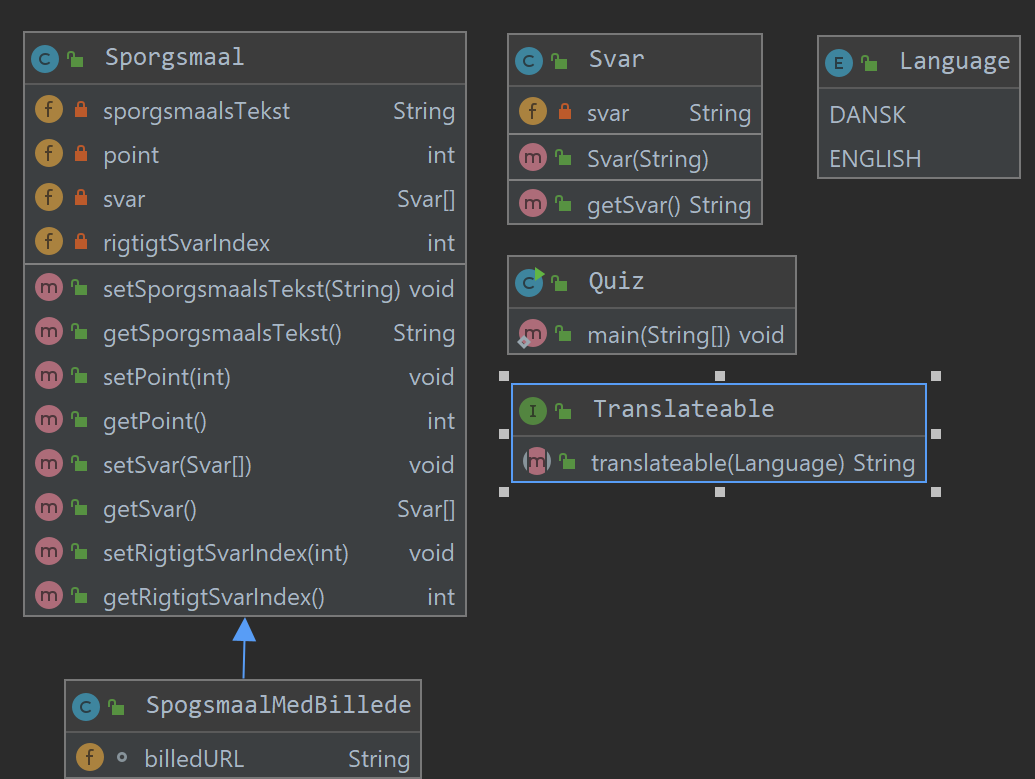 Sporgsmaal
sporgsmaalsTekst String
point int
svar Svar[]
rigtigtSvarIndex int
setSporgsmaalsTekst(String) void
getSporgsmaalsTekst() String
setPoint(int) void
getPoint() int
setSvar(Svar[]) void
getSvar() Svar[]
setRigtigtSvarIndex(int) void
getRigtigtSvarIndex() int
SpogsmaalMedBillede
billedURL String
Svar
svar String
Svar(String)
getSvar() String
Quiz
main(String[]) void
Translateable
translateable(Language) String
Language
DANSK
ENGLISH